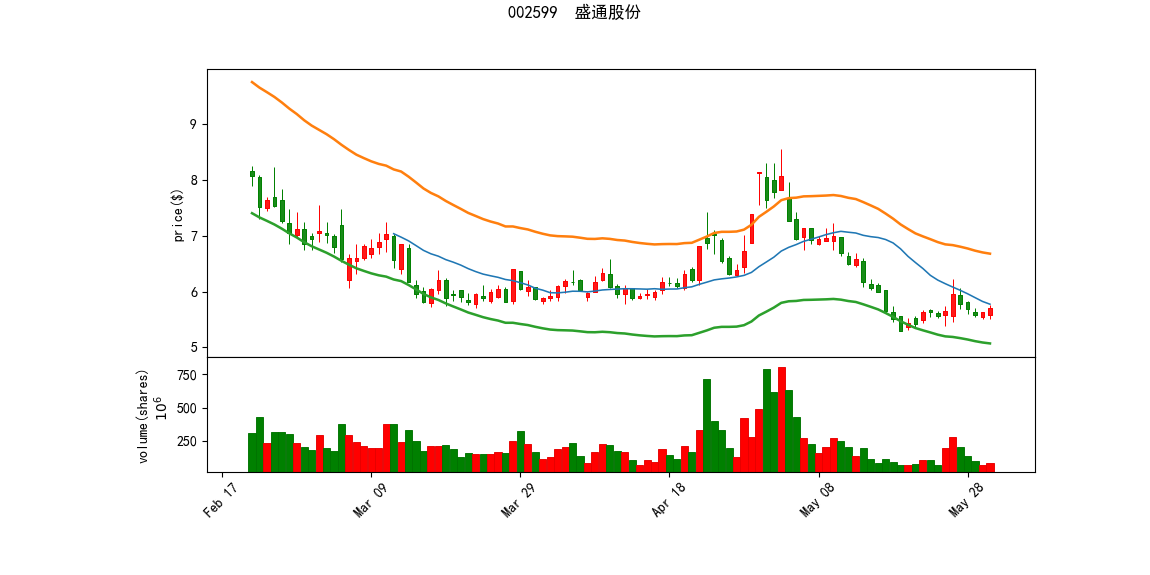 002599  盛通股份
price($)
9
8
7
6
5
volume(shares)
10^6
750
500
250
Feb 17
Mar 09
Mar 29
Apr 18
May 08
May 28